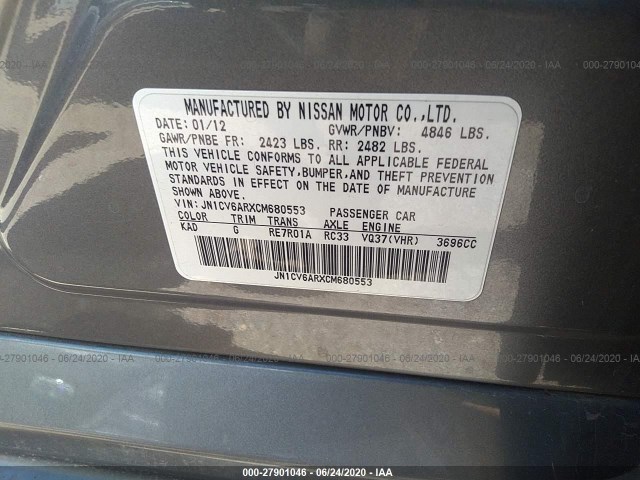 000-27901046 - 06/24/2020 - IAA
MANUFACTURED BY NISSAN MOTOR CO.,LTD.
DATE: 01/12 GVWR/PNBV: 4846 LBS.
GAWR/PNBE FR: 2423 LBS. RR: 2482 LBS.
THIS VEHICLE CONFORMS TO ALL APPLICABLE FEDERAL
MOTOR VEHICLE SAFETY,BUMPER,AND THEFT PREVENTION
STANDARDS IN EFFECT ON THE DATE OF MANUFACTURE
SHOWN ABOVE.
VIN: JN1CV6ARXCM680553 PASSENGER CAR
COLOR TRIM TRANS AXLE ENGINE
KAD G RE7R01A RC33 VQ37(VHR) 3696CC
JN1CV6ARXCM680553
000-27901046 - 06/24/2020 - IAA
000-27901046 - 06/24/2020 - IAA